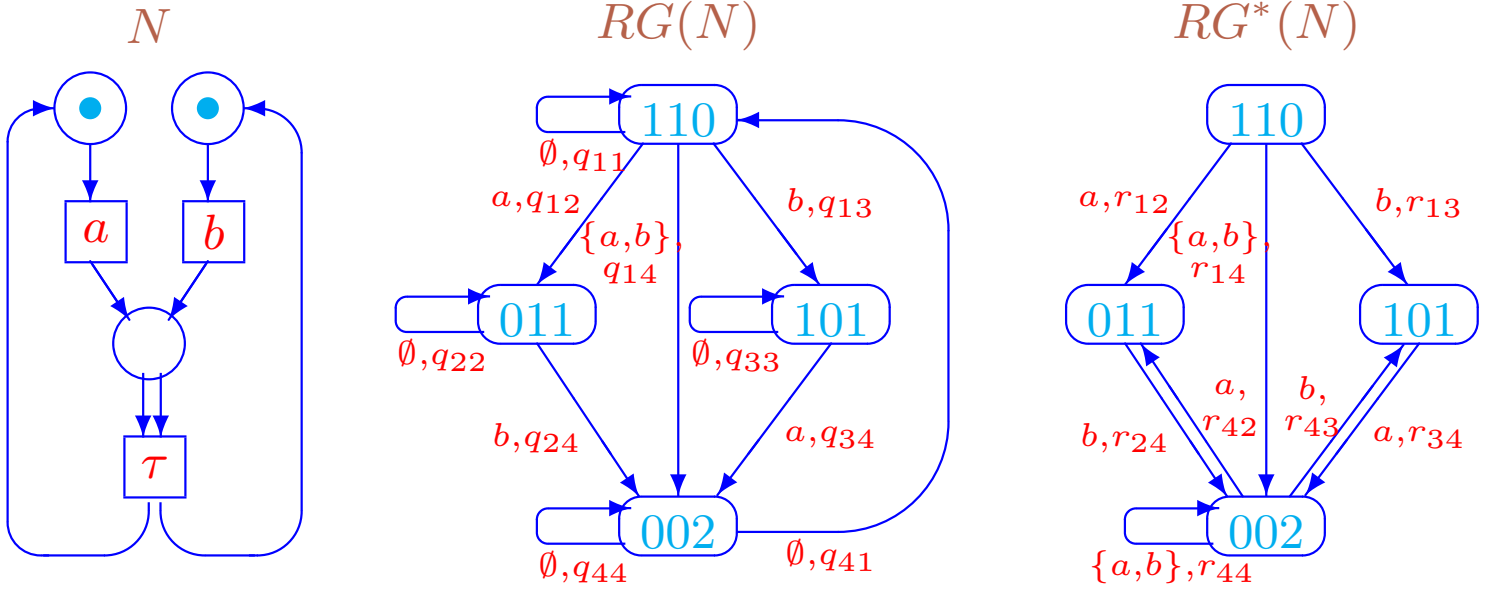 N
a
b
τ
RG(N)
110
∅,q₁₁
a,q₁₂
{a,b},
q₁₄
b,q₁₃
011
101
∅,q₂₂
∅,q₃₃
b,q₂₄
a,q₃₄
002
∅,q₄₄
∅,q₄₁
RG*(N)
110
a,r₁₂
{a,b},
r₁₄
b,r₁₃
011
101
a,
r₄₂
b,
r₄₃
b,r₂₄
a,r₃₄
002
{a,b},r₄₄